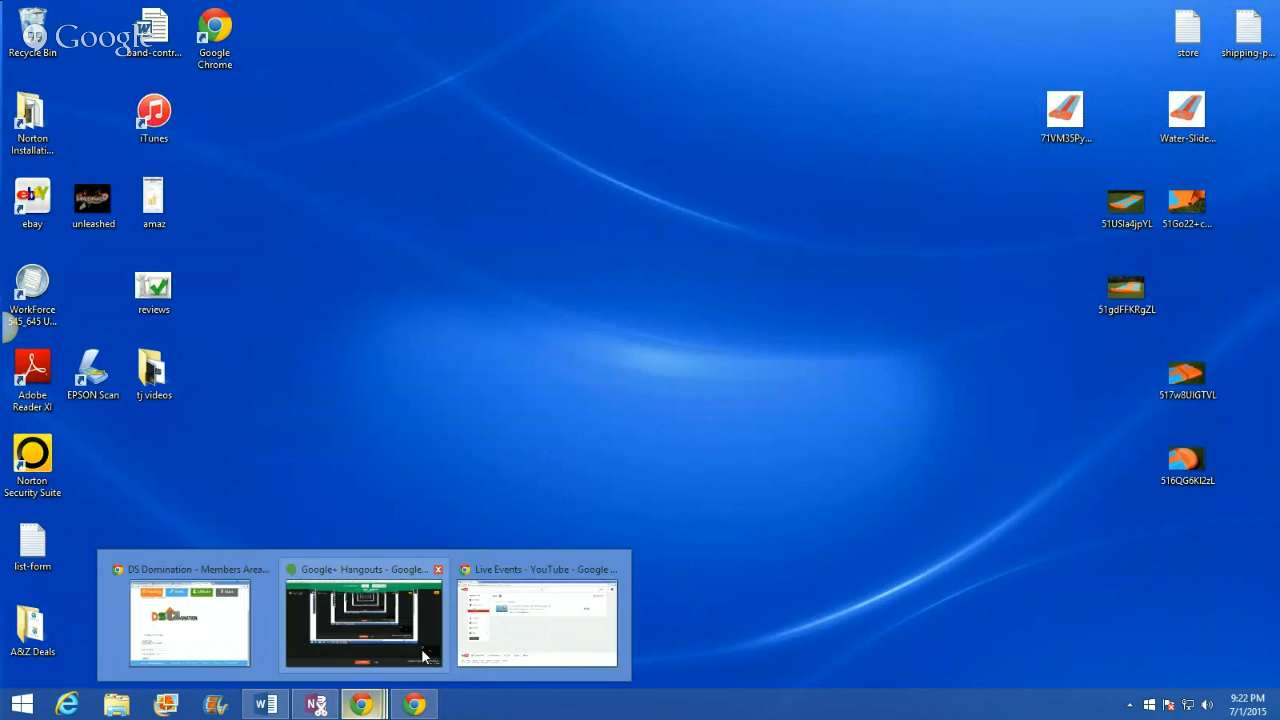 Google
Recycle Bin
band-contr...
Google
Chrome
store
shipping-p...
Norton
Installati...
iTunes
71VM35Py...
Water-Slide...
ebay
unleashed
amaz
51USIa4jpYL
51Go22+c...
WorkForce
545_645 U...
reviews
51gdFFKRgZL
Adobe
Reader XI
EPSON Scan
tj videos
517w8UIGTVL
Norton
Security Suite
516QG6KI2zL
list-form
DS Domination - Members Area...
Google+ Hangouts - Google...
Live Events - YouTube - Google ...
A&Z Deals
9:22 PM
7/1/2015